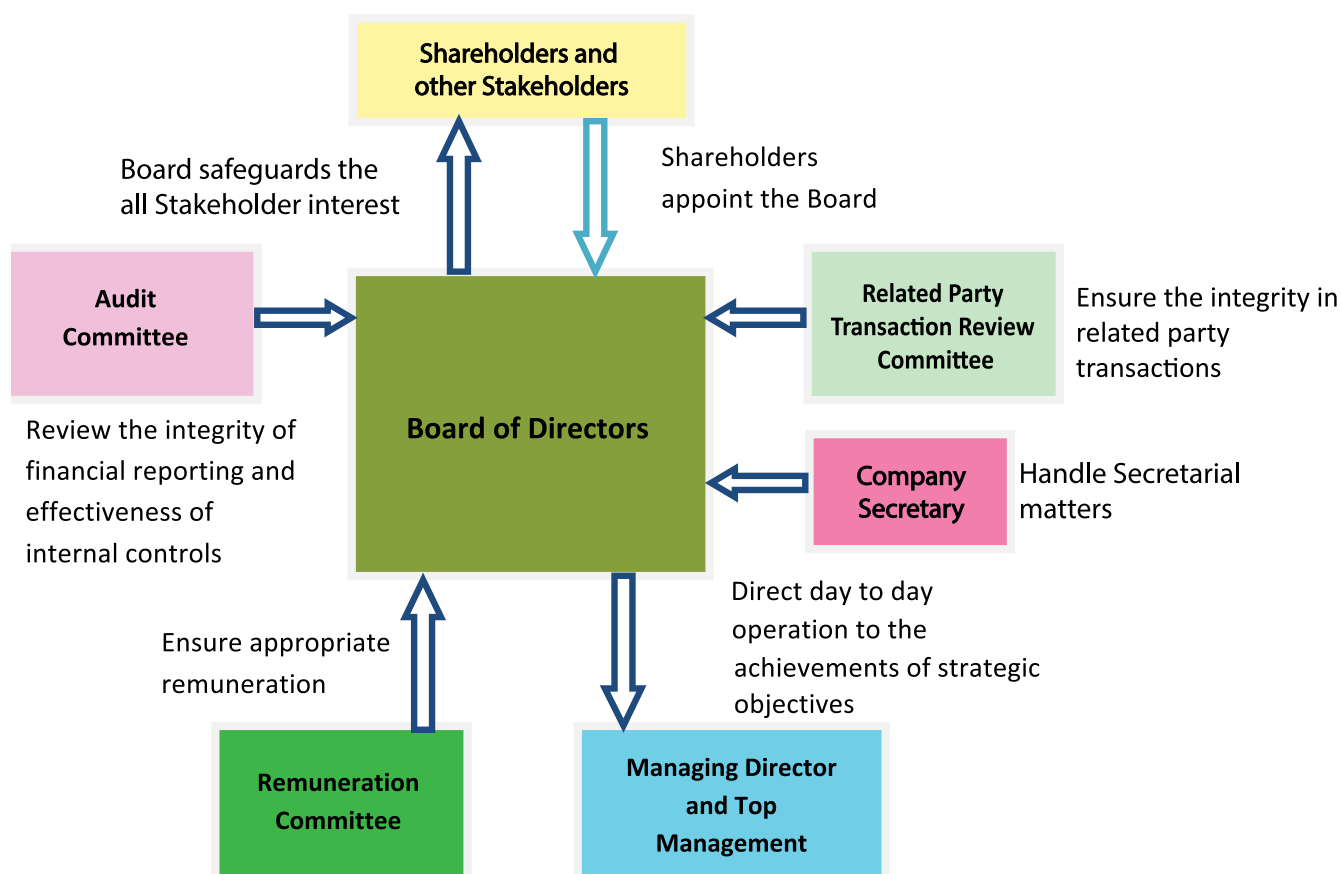 Shareholders and
other Stakeholders
Board safeguards the
all Stakeholder interest
Shareholders
appoint the Board
Audit
Committee
Related Party
Transaction Review
Committee
Ensure the integrity in
related party
transactions
Board of Directors
Review the integrity of
financial reporting and
effectiveness of
internal controls
Company
Secretary
Handle Secretarial
matters
Ensure appropriate
remuneration
Direct day to day
operation to the
achievements of strategic
objectives
Remuneration
Committee
Managing Director
and Top
Management